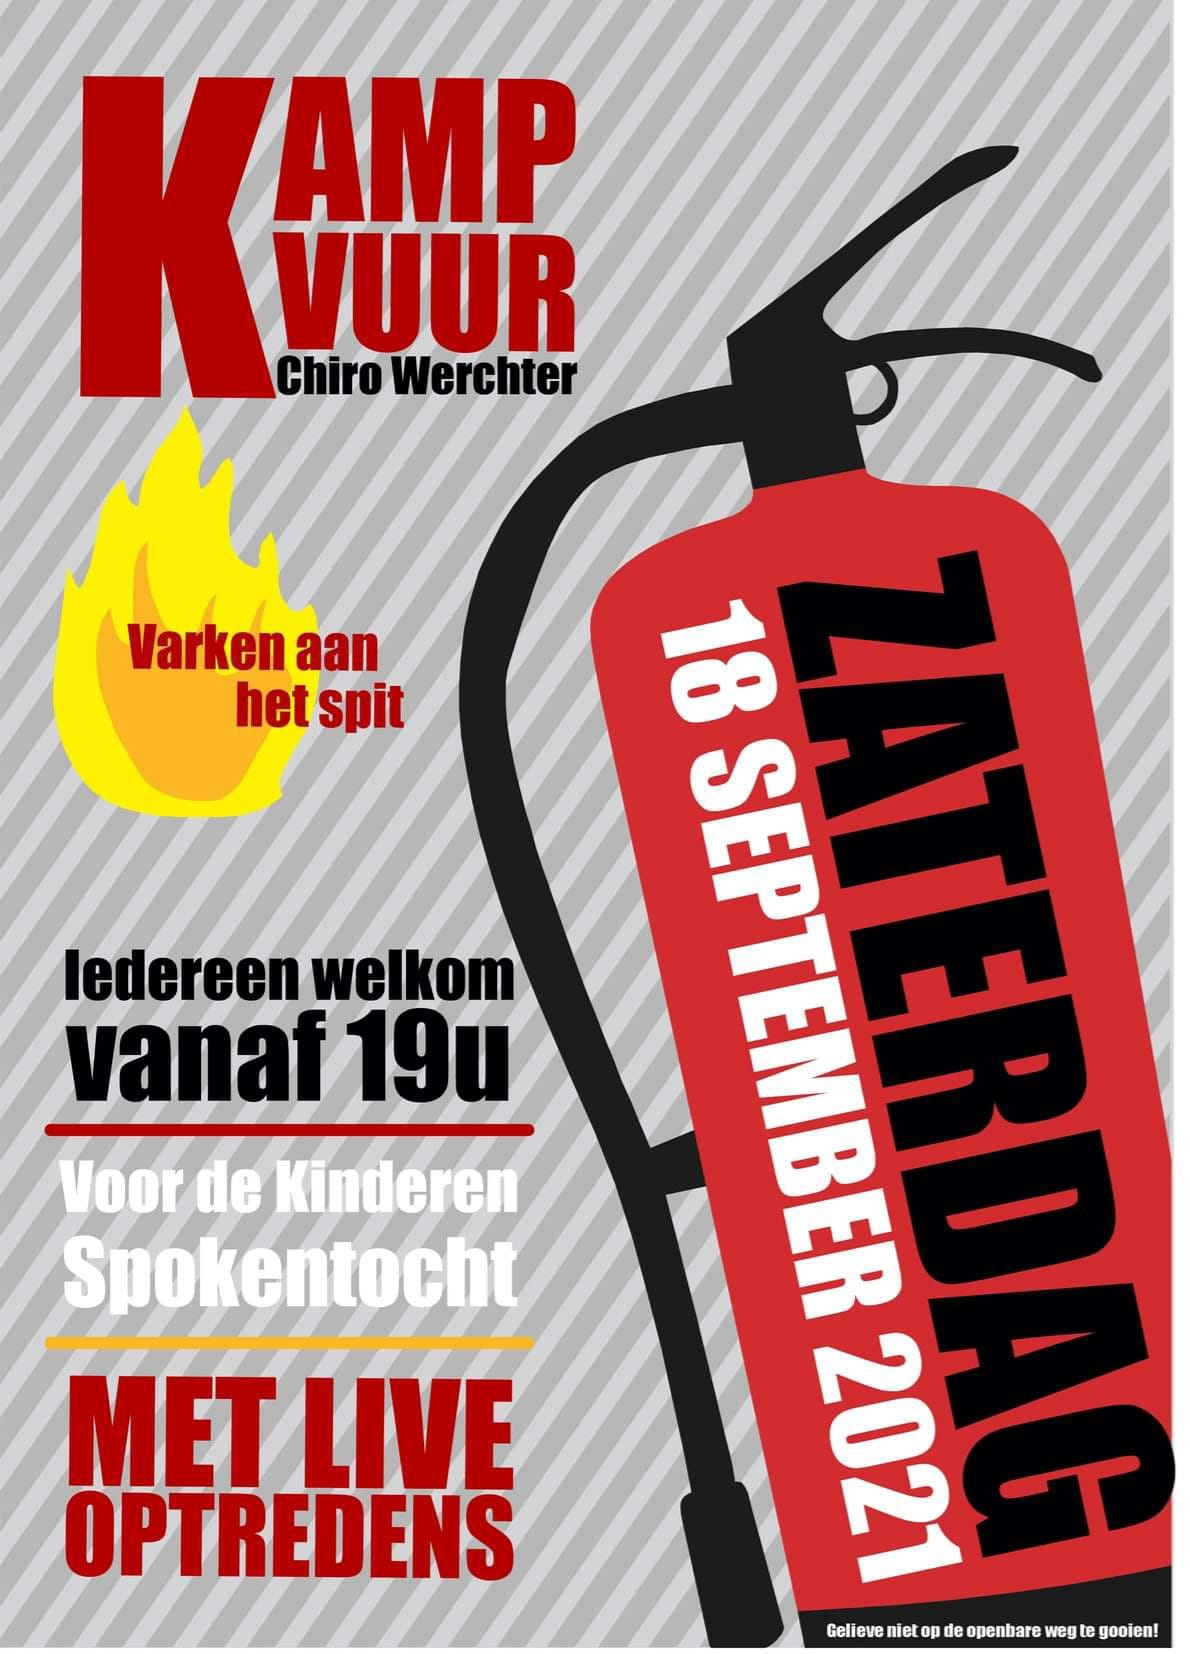 KAMP
VUUR
Chiro Werchter
Varken aan
het spit
Iedereen welkom
vanaf 19u
Voor de Kinderen
Spokentocht
MET LIVE
OPTREDENS
ZATERDAG
18 SEPTEMBER 2021
Gelieve niet op de openbare weg te gooien!